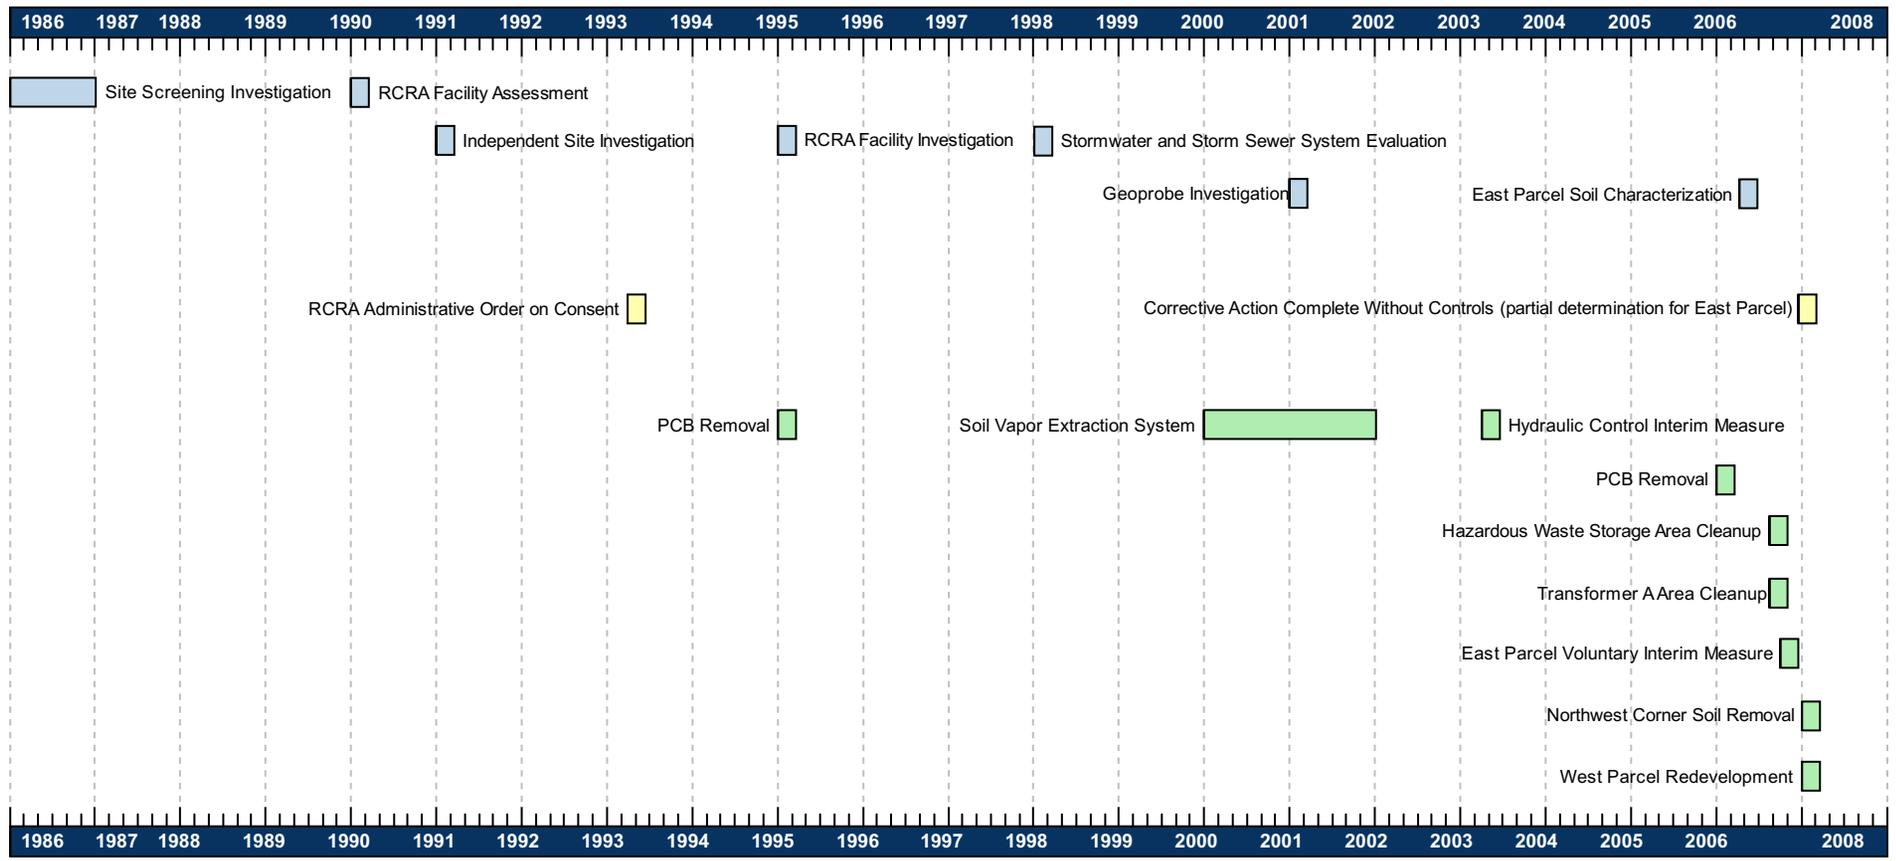 1986 1987 1988 1989 1990 1991 1992 1993 1994 1995 1996 1997 1998 1999 2000 2001 2002 2003 2004 2005 2006 2008
Site Screening Investigation RCRA Facility Assessment
Independent Site Investigation RCRA Facility Investigation Stormwater and Storm Sewer System Evaluation
Geoprobe Investigation East Parcel Soil Characterization
RCRA Administrative Order on Consent Corrective Action Complete Without Controls (partial determination for East Parcel)
PCB Removal Soil Vapor Extraction System Hydraulic Control Interim Measure
PCB Removal
Hazardous Waste Storage Area Cleanup
Transformer A Area Cleanup
East Parcel Voluntary Interim Measure
Northwest Corner Soil Removal
West Parcel Redevelopment
1986 1987 1988 1989 1990 1991 1992 1993 1994 1995 1996 1997 1998 1999 2000 2001 2002 2003 2004 2005 2006 2008